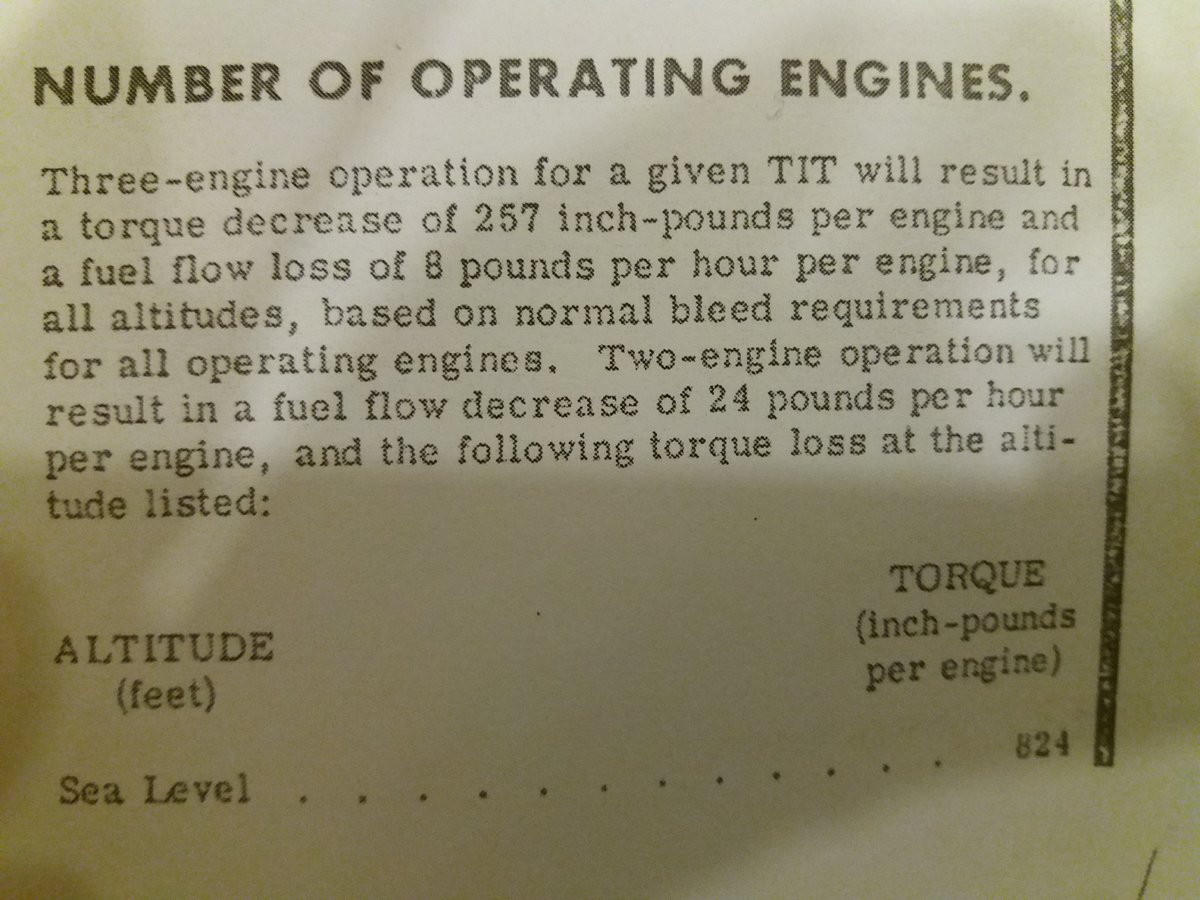 NUMBER OF OPERATING ENGINES.
Three-engine operation for a given TIT will result in
a torque decrease of 257 inch-pounds per engine and
a fuel flow loss of 8 pounds per hour per engine, for
all altitudes, based on normal bleed requirements
for all operating engines. Two-engine operation will
result in a fuel flow decrease of 24 pounds per hour
per engine, and the following torque loss at the alti-
tude listed:
TORQUE
(inch-pounds
per engine)
ALTITUDE
(feet)
Sea Level . . . . . . . . . . . . 824